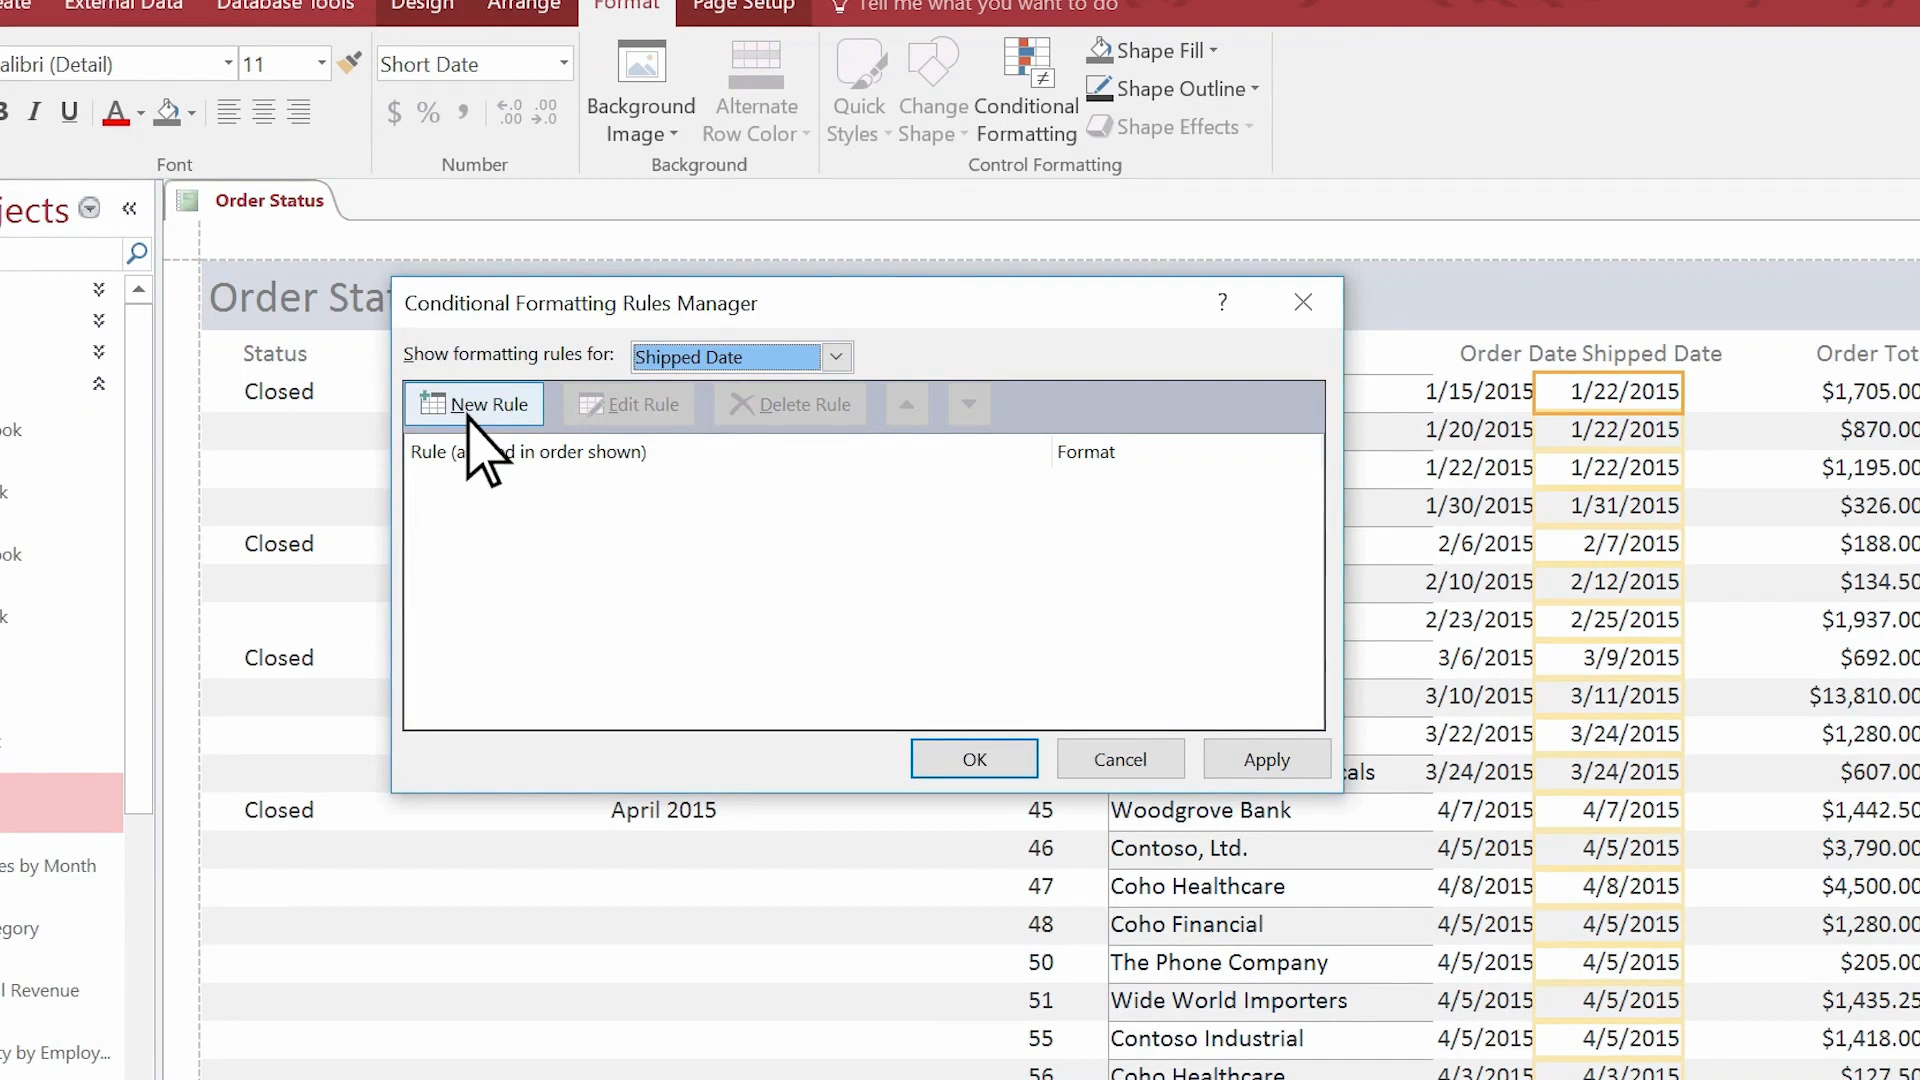 External Data Database Tools Design Arrange Format Page Setup Tell me what you want to do
(Detail) 11 Short Date
I U A $ % , .00 .00
Background Image Alternate Row Color
Quick Styles Change Shape Conditional Formatting
Shape Fill
Shape Outline
Shape Effects
Font Number Background Control Formatting
Order Status
Conditional Formatting Rules Manager ?
Show formatting rules for: Shipped Date
New Rule Edit Rule Delete Rule
in order shown) Format
OK Cancel Apply
Status Order Date Shipped Date
Closed 1/15/2015 1/22/2015 $1,705.00
1/20/2015 1/22/2015 $870.00
1/22/2015 1/22/2015 $1,195.00
1/30/2015 1/31/2015 $326.00
Closed 2/6/2015 2/7/2015 $188.00
2/10/2015 2/12/2015 $134.50
2/23/2015 2/25/2015 $1,937.00
Closed 3/6/2015 3/9/2015 $692.00
3/10/2015 3/11/2015 $13,810.00
3/22/2015 3/24/2015 $1,280.00
3/24/2015 3/24/2015 $607.00
Closed April 2015 45 Woodgrove Bank 4/7/2015 4/7/2015 $1,442.50
46 Contoso, Ltd. 4/5/2015 4/5/2015 $3,790.00
47 Coho Healthcare 4/8/2015 4/8/2015 $4,500.00
48 Coho Financial 4/5/2015 4/5/2015 $1,280.00
50 The Phone Company 4/5/2015 4/5/2015 $205.00
51 Wide World Importers 4/5/2015 4/5/2015 $1,435.25
55 Contoso Industrial 4/5/2015 4/5/2015 $1,418.00
56 Coho Healthcare 4/3/2015 4/3/2015 $127.50
by Month
Revenue
by Employ...